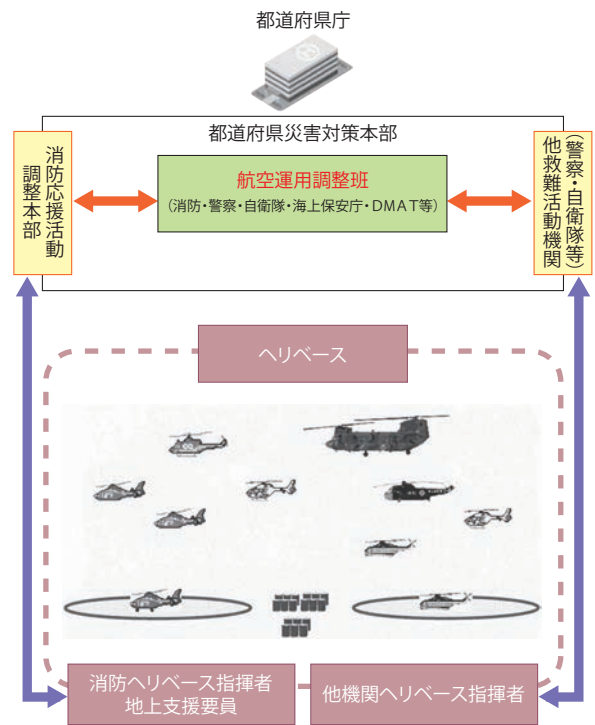 都道府県庁
都道府県災害対策本部
消防応援活動
調整本部
航空運用調整班
(消防・警察・自衛隊・海上保安庁・DMAT等)
(警察・自衛隊等)
他救難活動機関
ヘリベース
消防ヘリベース指揮者
地上支援要員
他機関ヘリベース指揮者